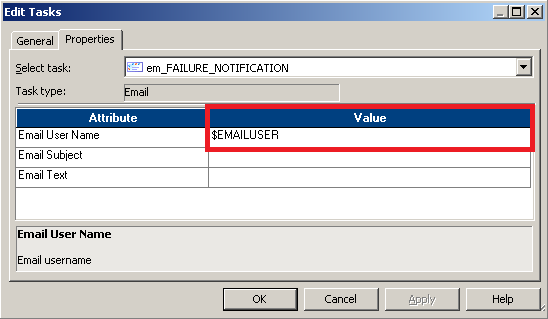 Edit Tasks
General Properties
Select task: em_FAILURE_NOTIFICATION
Task type: Email
Attribute Value
Email User Name $EMAILUSER
Email Subject
Email Text
Email User Name
Email username
OK Cancel Apply Help